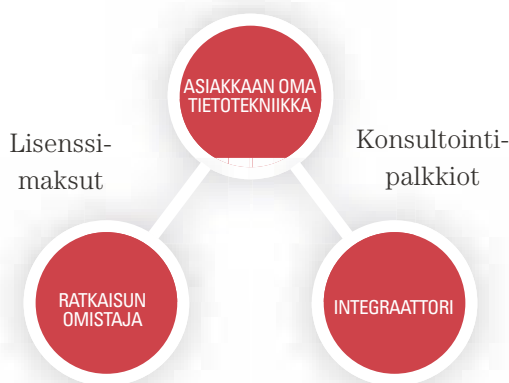 ASIAKKAAN OMA
TIETOTEKNIIKKA
Lisenssi-
maksut
Konsultointi-
palkkiot
RATKAISUN
OMISTAJA
INTEGRAATTORI